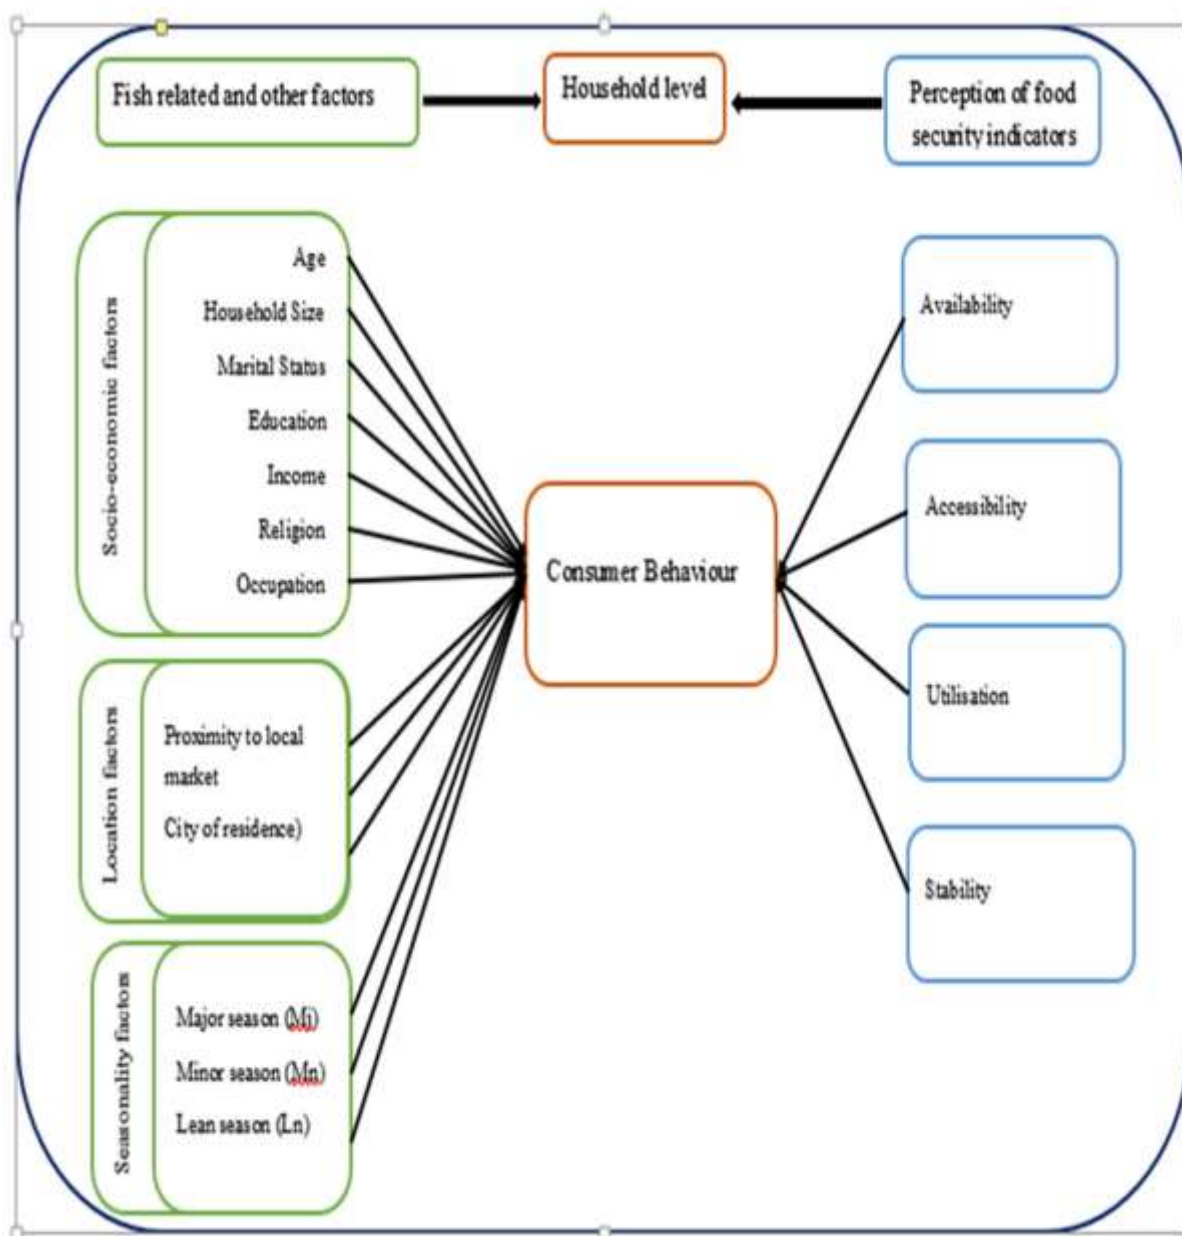 Fish related and other factors
Household level
Perception of food
security indicators
Socio-economic factors
Age
Household Size
Marital Status
Education
Income
Religion
Occupation
Location factors
Proximity to local
market
City of residence)
Seasonality factors
Major season (Mj)
Minor season (Mn)
Lean season (Ln)
Consumer Behaviour
Availability
Accessibility
Utilisation
Stability